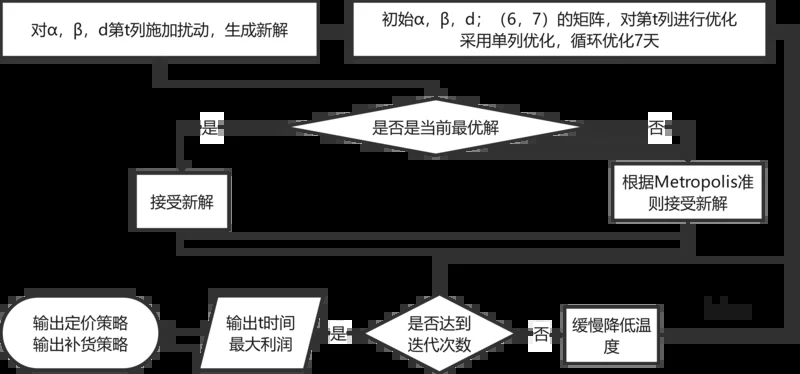 对α，β，d第t列施加扰动，生成新解
初始α，β，d；（6，7）的矩阵，对第t列进行优化
采用单列优化，循环优化7天
是否是当前最优解
是
否
接受新解
根据Metropolis准
则接受新解
输出定价策略
输出补货策略
输出t时间
最大利润
是
是否达到
迭代次数
否
缓慢降低温
度